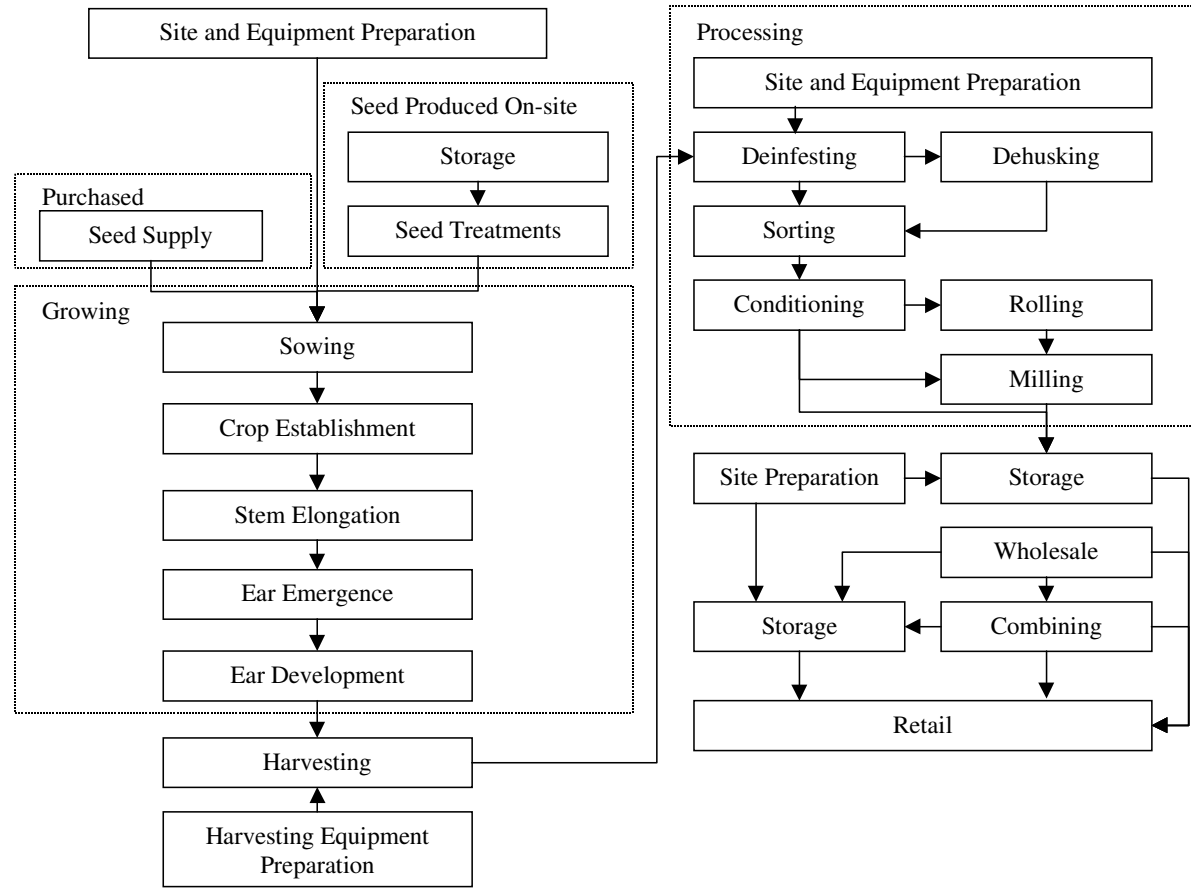 Site and Equipment Preparation
Seed Produced On-site
Storage
Seed Treatments
Purchased
Seed Supply
Growing
Sowing
Crop Establishment
Stem Elongation
Ear Emergence
Ear Development
Harvesting
Harvesting Equipment
Preparation
Processing
Site and Equipment Preparation
Deinfesting
Dehusking
Sorting
Conditioning
Rolling
Milling
Site Preparation
Storage
Wholesale
Storage
Combining
Retail